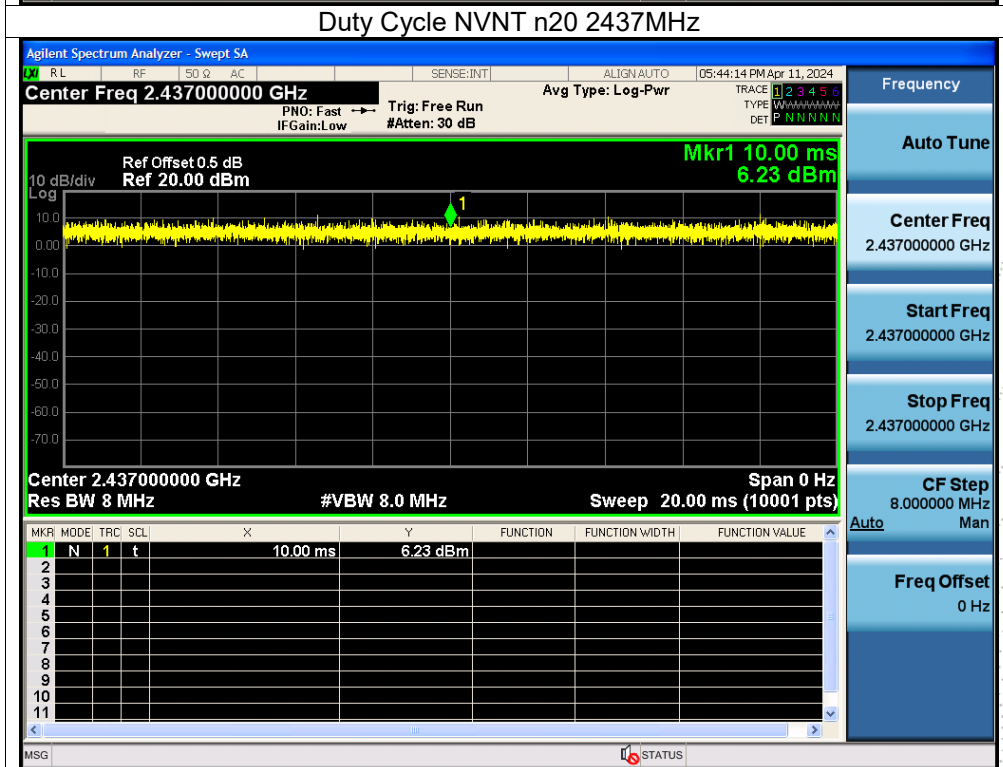 Duty Cycle NVNT n20 2437MHz
Agilent Spectrum Analyzer - Swept SA
LXI RL RF 50 Ω AC SENSE:INT ALIGN AUTO 05:44:14 PM Apr 11, 2024
Center Freq 2.437000000 GHz
PNO: Fast
IFGain:Low
Trig: Free Run
#Atten: 30 dB
Avg Type: Log-Pwr
TRACE 1 2 3 4 5 6
TYPE WWWWWW
DET P N N N N N
Frequency
Mkr1 10.00 ms
6.23 dBm
Ref Offset 0.5 dB
10 dB/div Ref 20.00 dBm
Log
1
10.0
0.00
-10.0
-20.0
-30.0
-40.0
-50.0
-60.0
-70.0
Center 2.437000000 GHz Span 0 Hz
Res BW 8 MHz #VBW 8.0 MHz Sweep 20.00 ms (10001 pts)
MKR MODE TRC SCL X Y FUNCTION FUNCTION WIDTH FUNCTION VALUE
1 N 1 t 10.00 ms 6.23 dBm
2
3
4
5
6
7
8
9
10
11
MSG STATUS
Auto Tune
Center Freq
2.437000000 GHz
Start Freq
2.437000000 GHz
Stop Freq
2.437000000 GHz
CF Step
8.000000 MHz
Auto Man
Freq Offset
0 Hz